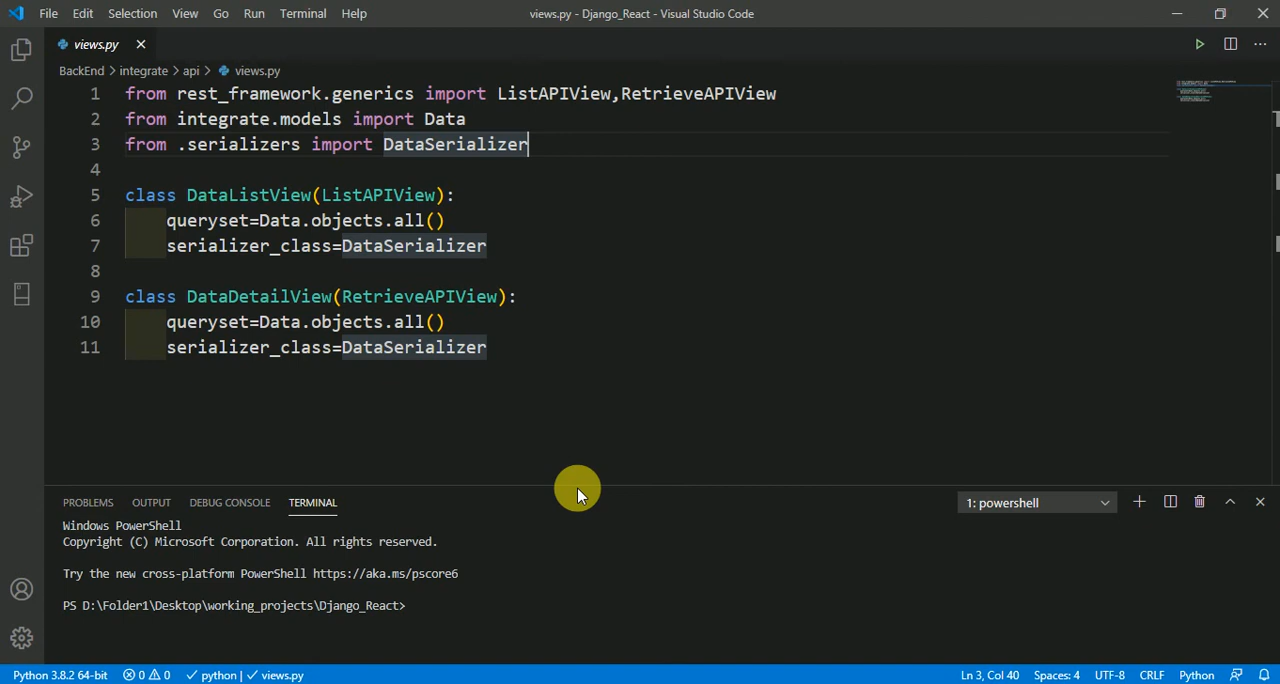 File Edit Selection View Go Run Terminal Help views.py - Django_React - Visual Studio Code
views.py
BackEnd > integrate > api > views.py
1 from rest_framework.generics import ListAPIView,RetrieveAPIView
2 from integrate.models import Data
3 from .serializers import DataSerializer
4
5 class DataListView(ListAPIView):
6 queryset=Data.objects.all()
7 serializer_class=DataSerializer
8
9 class DataDetailView(RetrieveAPIView):
10 queryset=Data.objects.all()
11 serializer_class=DataSerializer
PROBLEMS OUTPUT DEBUG CONSOLE TERMINAL 1: powershell
Windows PowerShell
Copyright (C) Microsoft Corporation. All rights reserved.
Try the new cross-platform PowerShell https://aka.ms/pscore6
PS D:\Folder1\Desktop\working_projects\Django_React>
Python 3.8.2 64-bit 0 0 python | views.py Ln 3, Col 40 Spaces: 4 UTF-8 CRLF Python